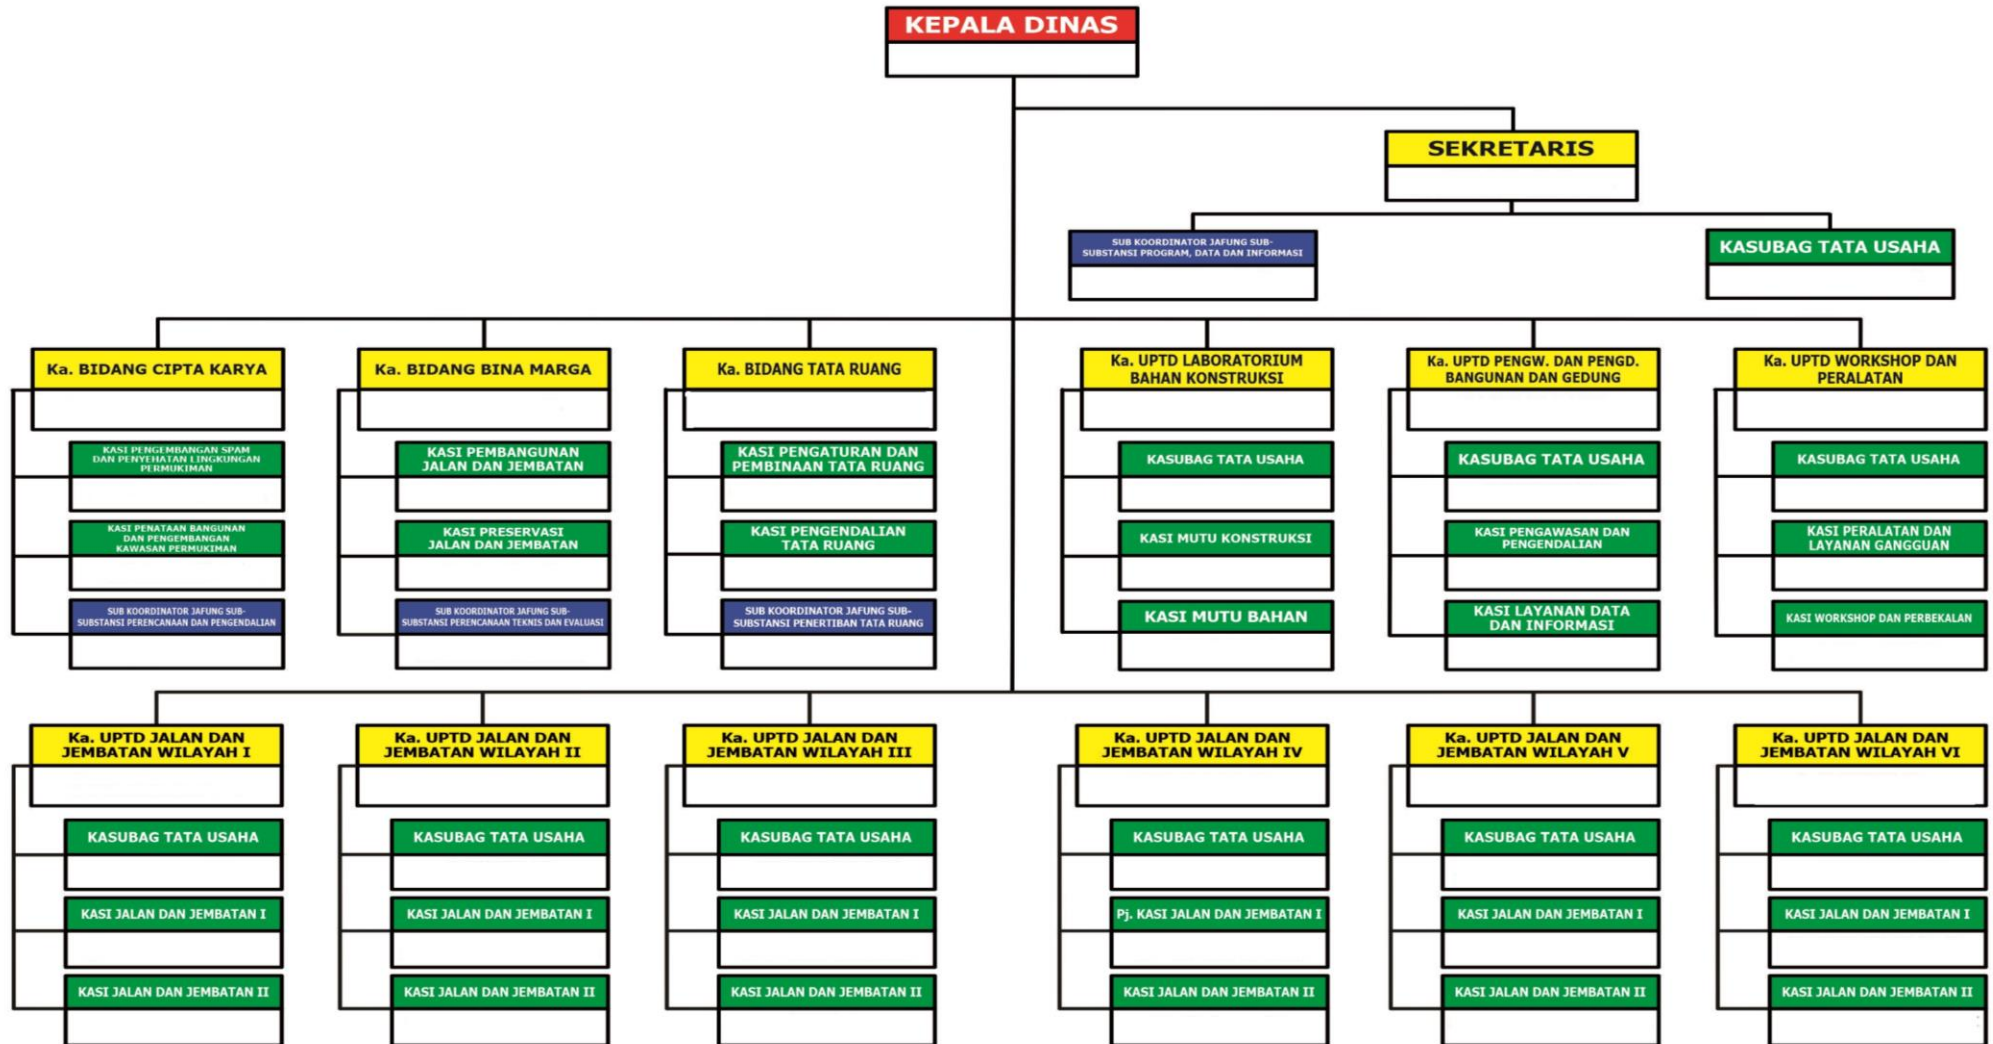 KEPALA DINAS
SEKRETARIS
SUB KOORDINATOR JAFUNG SUB-
SUBSTANSI PROGRAM, DATA DAN INFORMASI
KASUBAG TATA USAHA
Ka. BIDANG CIPTA KARYA
KASI PENGEMBANGAN SPAM
DAN PENYEHATAN LINGKUNGAN
PERMUKIMAN
KASI PENATAAN BANGUNAN
DAN PENGEMBANGAN
KAWASAN PERMUKIMAN
SUB KOORDINATOR JAFUNG SUB-
SUBSTANSI PERENCANAAN DAN PENGENDALIAN
Ka. BIDANG BINA MARGA
KASI PEMBANGUNAN
JALAN DAN JEMBATAN
KASI PRESERVASI
JALAN DAN JEMBATAN
SUB KOORDINATOR JAFUNG SUB-
SUBSTANSI PERENCANAAN TEKNIS DAN EVALUASI
Ka. BIDANG TATA RUANG
KASI PENGATURAN DAN
PEMBINAAN TATA RUANG
KASI PENGENDALIAN
TATA RUANG
SUB KOORDINATOR JAFUNG SUB-
SUBSTANSI PENERTIBAN TATA RUANG
Ka. UPTD LABORATORIUM
BAHAN KONSTRUKSI
KASUBAG TATA USAHA
KASI MUTU KONSTRUKSI
KASI MUTU BAHAN
Ka. UPTD PENGW. DAN PENGD.
BANGUNAN DAN GEDUNG
KASUBAG TATA USAHA
KASI PENGAWASAN DAN
PENGENDALIAN
KASI LAYANAN DATA
DAN INFORMASI
Ka. UPTD WORKSHOP DAN
PERALATAN
KASUBAG TATA USAHA
KASI PERALATAN DAN
LAYANAN GANGGUAN
KASI WORKSHOP DAN PERBEKALAN
Ka. UPTD JALAN DAN
JEMBATAN WILAYAH I
KASUBAG TATA USAHA
KASI JALAN DAN JEMBATAN I
KASI JALAN DAN JEMBATAN II
Ka. UPTD JALAN DAN
JEMBATAN WILAYAH II
KASUBAG TATA USAHA
KASI JALAN DAN JEMBATAN I
KASI JALAN DAN JEMBATAN II
Ka. UPTD JALAN DAN
JEMBATAN WILAYAH III
KASUBAG TATA USAHA
KASI JALAN DAN JEMBATAN I
KASI JALAN DAN JEMBATAN II
Ka. UPTD JALAN DAN
JEMBATAN WILAYAH IV
KASUBAG TATA USAHA
Pj. KASI JALAN DAN JEMBATAN I
KASI JALAN DAN JEMBATAN II
Ka. UPTD JALAN DAN
JEMBATAN WILAYAH V
KASUBAG TATA USAHA
KASI JALAN DAN JEMBATAN I
KASI JALAN DAN JEMBATAN II
Ka. UPTD JALAN DAN
JEMBATAN WILAYAH VI
KASUBAG TATA USAHA
KASI JALAN DAN JEMBATAN I
KASI JALAN DAN JEMBATAN II